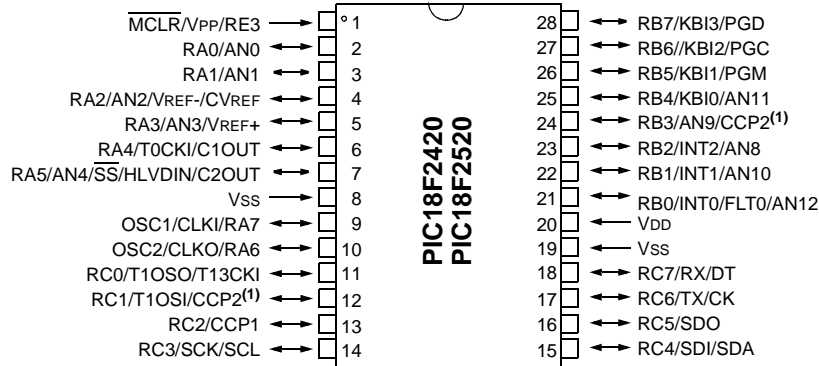 MCLR/VPP/RE3 1
RA0/AN0 2
RA1/AN1 3
RA2/AN2/VREF-/CVREF 4
RA3/AN3/VREF+ 5
RA4/T0CKI/C1OUT 6
RA5/AN4/SS/HLVDIN/C2OUT 7
VSS 8
OSC1/CLKI/RA7 9
OSC2/CLKO/RA6 10
RC0/T1OSO/T13CKI 11
RC1/T1OSI/CCP2(1) 12
RC2/CCP1 13
RC3/SCK/SCL 14
PIC18F2420
PIC18F2520
28 RB7/KBI3/PGD
27 RB6//KBI2/PGC
26 RB5/KBI1/PGM
25 RB4/KBI0/AN11
24 RB3/AN9/CCP2(1)
23 RB2/INT2/AN8
22 RB1/INT1/AN10
21 RB0/INT0/FLT0/AN12
20 VDD
19 VSS
18 RC7/RX/DT
17 RC6/TX/CK
16 RC5/SDO
15 RC4/SDI/SDA